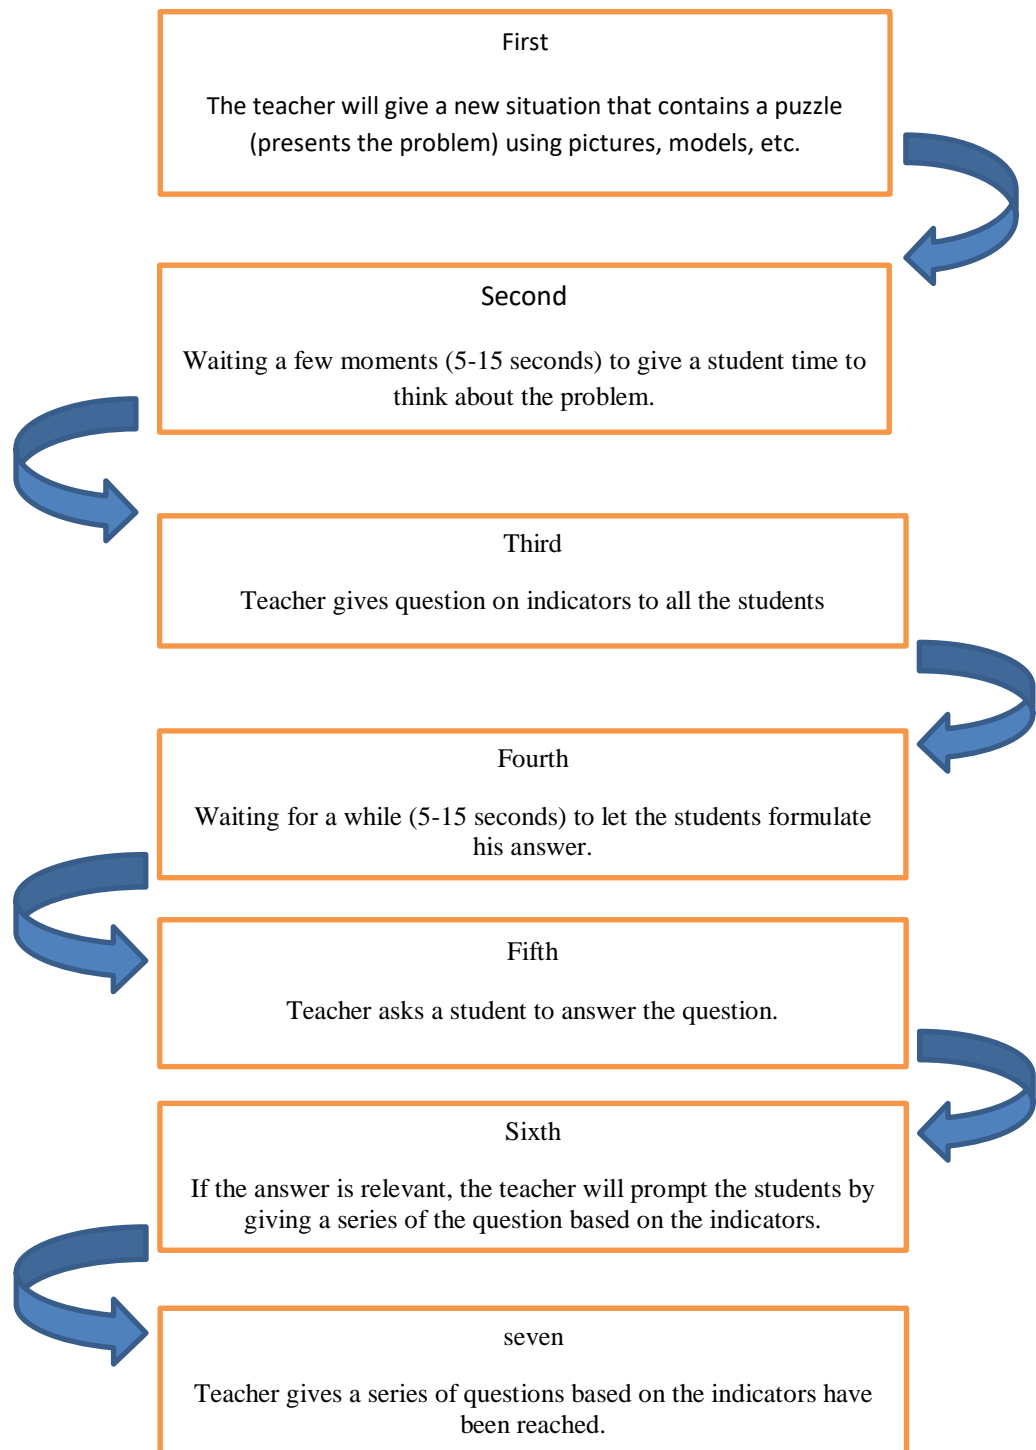 First
The teacher will give a new situation that contains a puzzle
(presents the problem) using pictures, models, etc.
Second
Waiting a few moments (5-15 seconds) to give a student time to
think about the problem.
Third
Teacher gives question on indicators to all the students
Fourth
Waiting for a while (5-15 seconds) to let the students formulate
his answer.
Fifth
Teacher asks a student to answer the question.
Sixth
If the answer is relevant, the teacher will prompt the students by
giving a series of the question based on the indicators.
seven
Teacher gives a series of questions based on the indicators have
been reached.